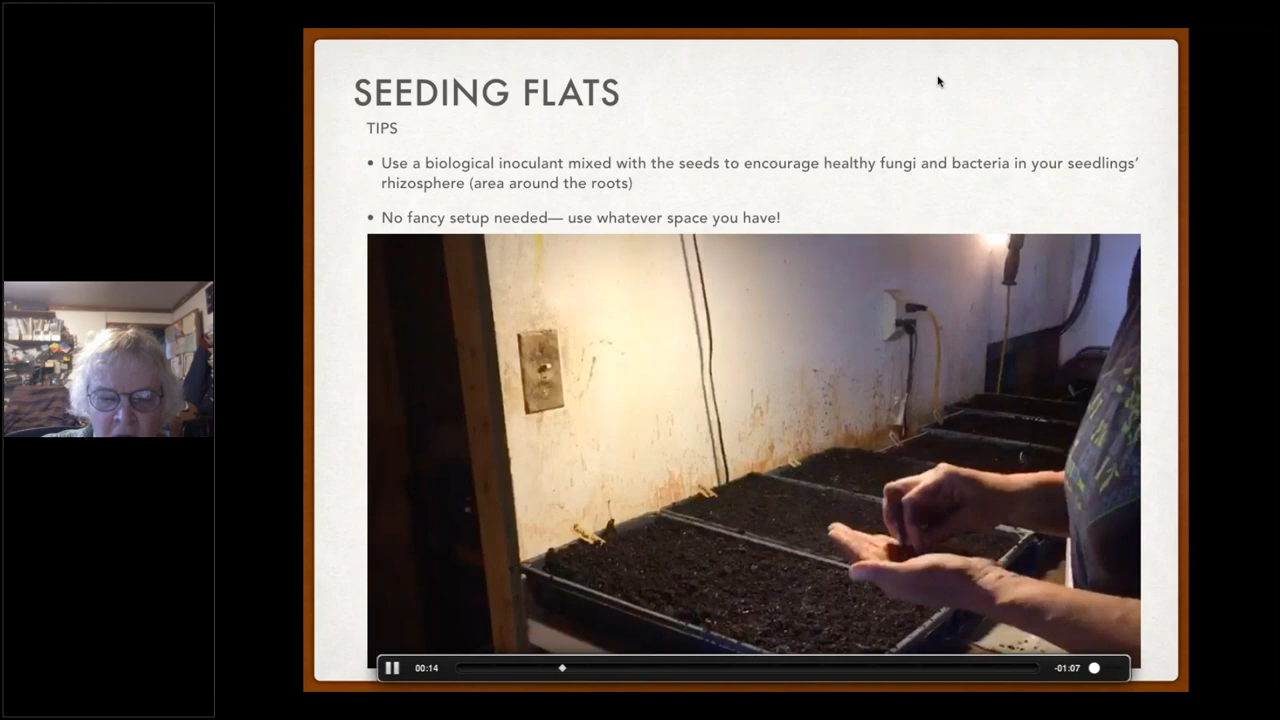 SEEDING FLATS
TIPS
• Use a biological inoculant mixed with the seeds to encourage healthy fungi and bacteria in your seedlings’
rhizosphere (area around the roots)
• No fancy setup needed— use whatever space you have!
00:14
-01:07